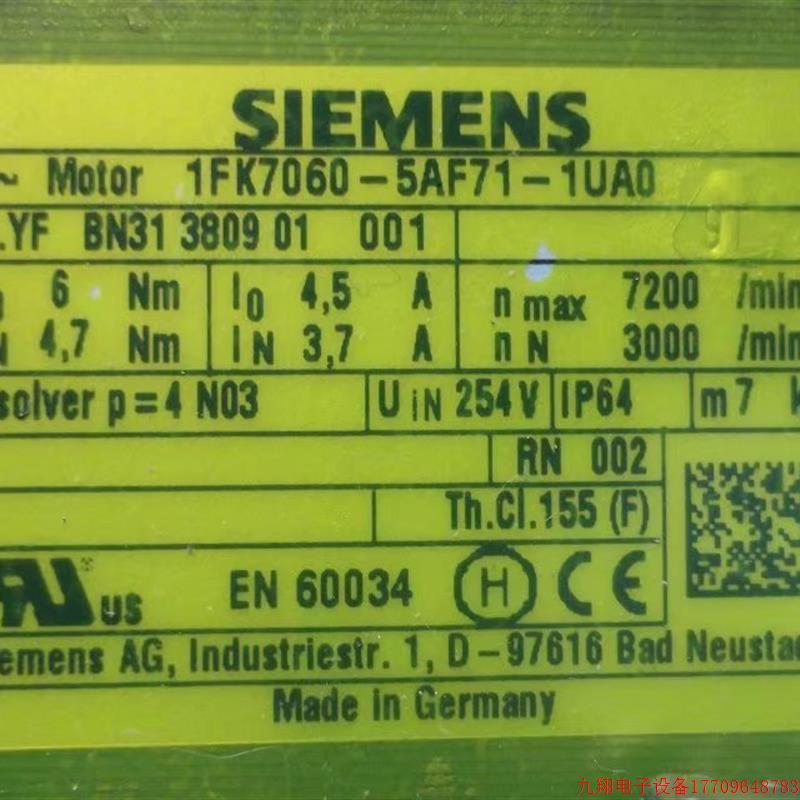 SIEMENS
~ Motor 1FK7060-5AF71-1UA0
.YF BN31 3809 01 001
6 Nm I0 4,5 A n max 7200 /min
N 4,7 Nm IN 3,7 A n N 3000 /min
solver p=4 N03 U iN 254V IP64 m 7 k
RN 002
Th.Cl.155 (F)
RU US EN 60034 H CE
emens AG, Industriestr. 1, D-97616 Bad Neustad
Made in Germany
九翔电子设备17709648783